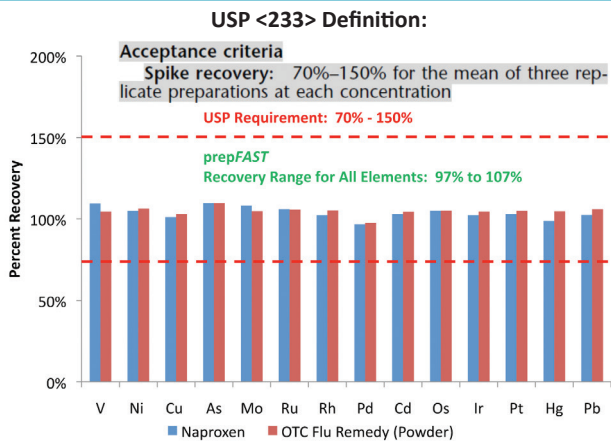 USP <233> Definition:
Acceptance criteria
Spike recovery: 70%–150% for the mean of three rep-
licate preparations at each concentration
USP Requirement: 70% - 150%
prepFAST
Recovery Range for All Elements: 97% to 107%
Percent Recovery
200%
150%
100%
50%
0%
V Ni Cu As Mo Ru Rh Pd Cd Os Ir Pt Hg Pb
Naproxen OTC Flu Remedy (Powder)